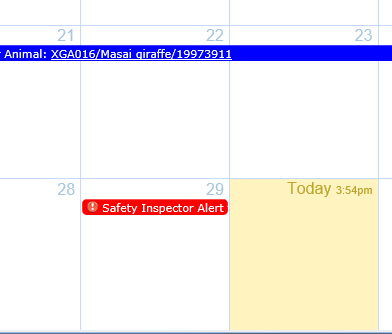 21 22 23
Animal: XGA016/Masai giraffe/19973911
28 29 Today 3:54pm
Safety Inspector Alert